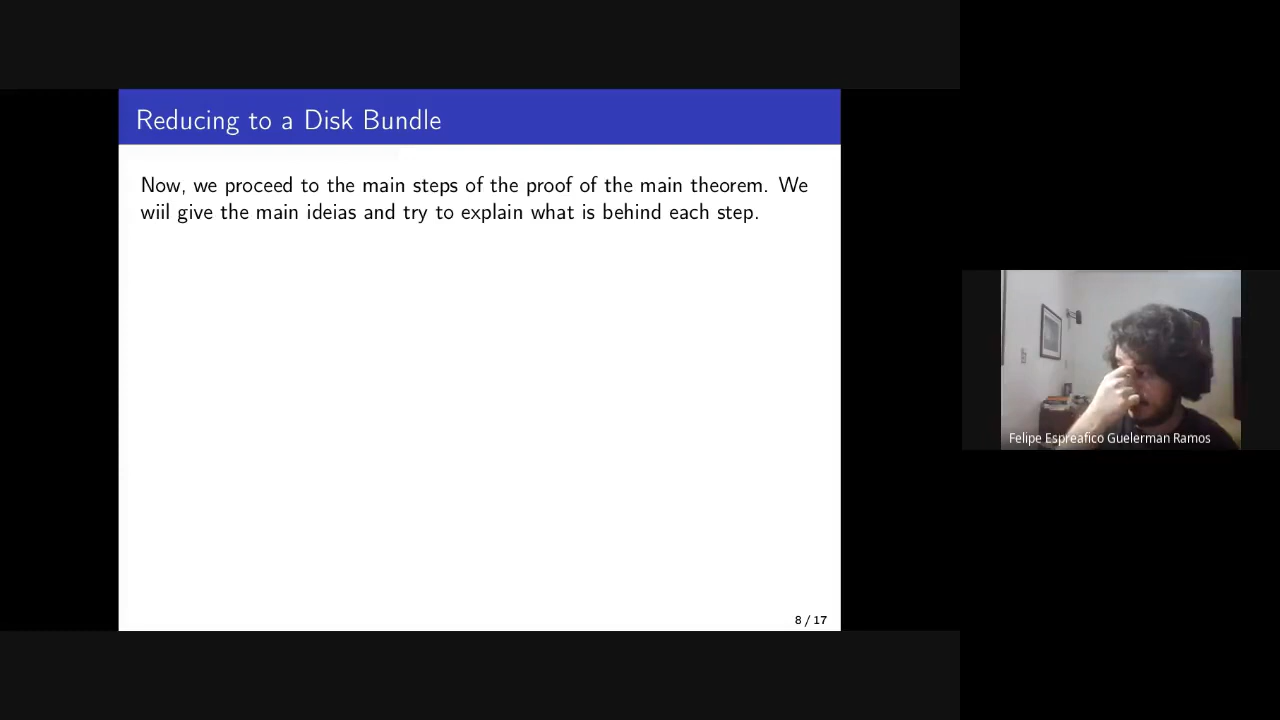 Reducing to a Disk Bundle
Now, we proceed to the main steps of the proof of the main theorem. We
wiil give the main ideias and try to explain what is behind each step.
8 / 17
Felipe Espreafico Guelerman Ramos